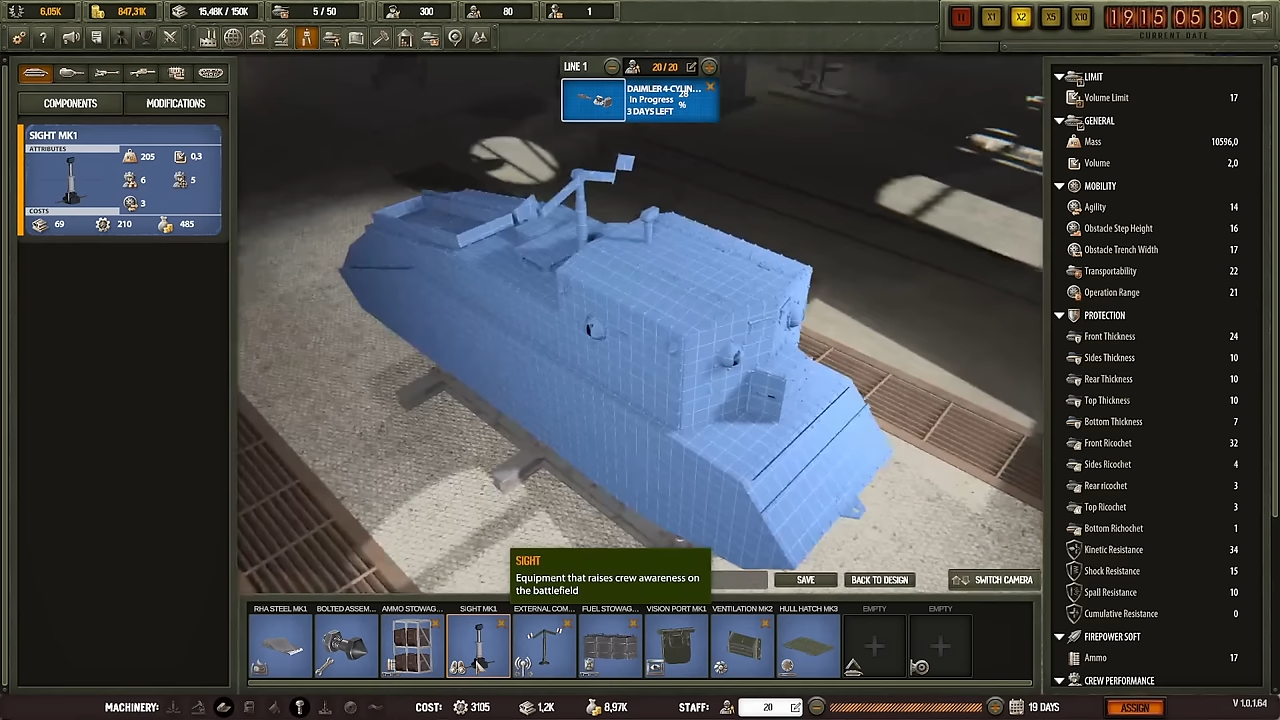 6,05K 847,31K 15,48K / 150K 5 / 50 300 80 1
X1 X2 X5 X10 1915 05 30
CURRENT DATE
COMPONENTS MODIFICATIONS
SIGHT MK1
ATTRIBUTES
205 0,3
6 5
3
COSTS
69 210 485
LINE 1 20/20
DAIMLER 4-CYLIN...
In Progress 28 %
3 DAYS LEFT
LIMIT
Volume Limit 17
GENERAL
Mass 10596,0
Volume 2,0
MOBILITY
Agility 14
Obstacle Step Height 16
Obstacle Trench Width 17
Transportability 22
Operation Range 21
PROTECTION
Front Thickness 24
Sides Thickness 10
Rear Thickness 10
Top Thickness 10
Bottom Thickness 7
Front Ricochet 32
Sides Ricochet 4
Rear ricochet 3
Top Ricochet 3
Bottom Richochet 1
Kinetic Resistance 34
Shock Resistance 15
Spall Resistance 10
Cumulative Resistance 0
FIREPOWER SOFT
Ammo 17
CREW PERFORMANCE
SIGHT
Equipment that raises crew awareness on
the battlefield
SAVE BACK TO DESIGN SWITCH CAMERA
RHA STEEL MK1 BOLTED ASSEM... AMMO STOWAG... SIGHT MK1 EXTERNAL COM... FUEL STOWAG... VISION PORT MK1 VENTILATION MK2 HULL HATCH MK3 EMPTY EMPTY
MACHINERY: COST: 3105 1,2K 8,97K STAFF: 20 19 DAYS ASSIGN V 1.0.1.64